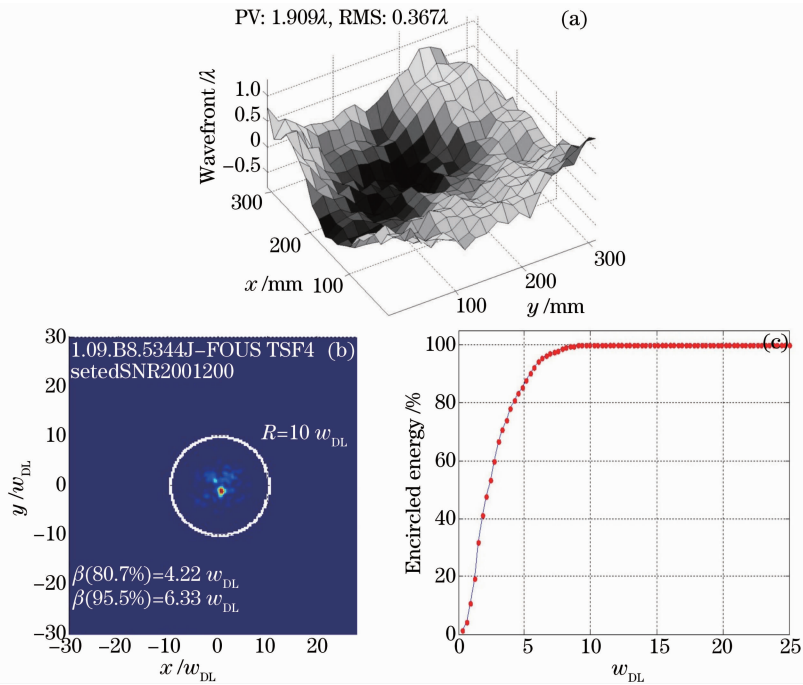 PV: 1.909λ, RMS: 0.367λ
(a)
Wavefront /λ
1.0
0.5
0
−0.5
300
200
100
x /mm
100
200
300
y /mm
1.09.B8.5344J−FOUS TSF4 (b)
setedSNR2001200
R=10 w_DL
β(80.7%)=4.22 w_DL
β(95.5%)=6.33 w_DL
30
20
10
0
−10
−20
−30
y /w_DL
−30 −20 −10 0 10 20
x /w_DL
(c)
100
80
60
40
20
0
Encircled energy /%
0 5 10 15 20 25
w_DL